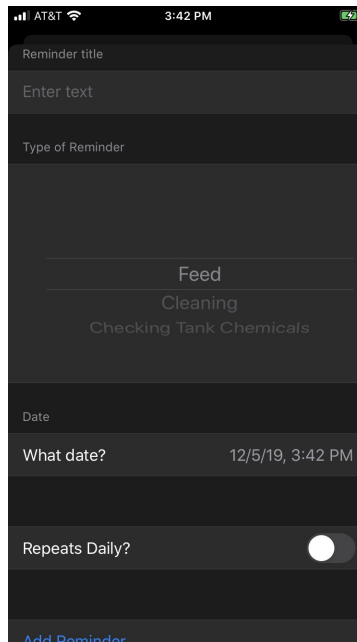 AT&T 3:42 PM
Reminder title
Enter text
Type of Reminder
Feed
Cleaning
Checking Tank Chemicals
Date
What date? 12/5/19, 3:42 PM
Repeats Daily?
Add Reminder